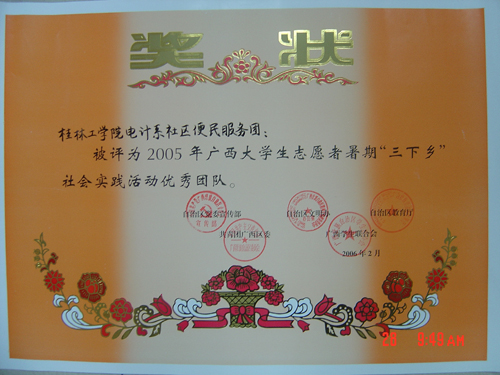 奖状
桂林工学院电计系社区便民服务团：
被评为2005年广西大学生志愿者暑期“三下乡”
社会实践活动优秀团队。
自治区党委宣传部 自治区文明办 自治区教育厅
共青团广西区委 广西学生联合会
2006年2月
28 8:48AM